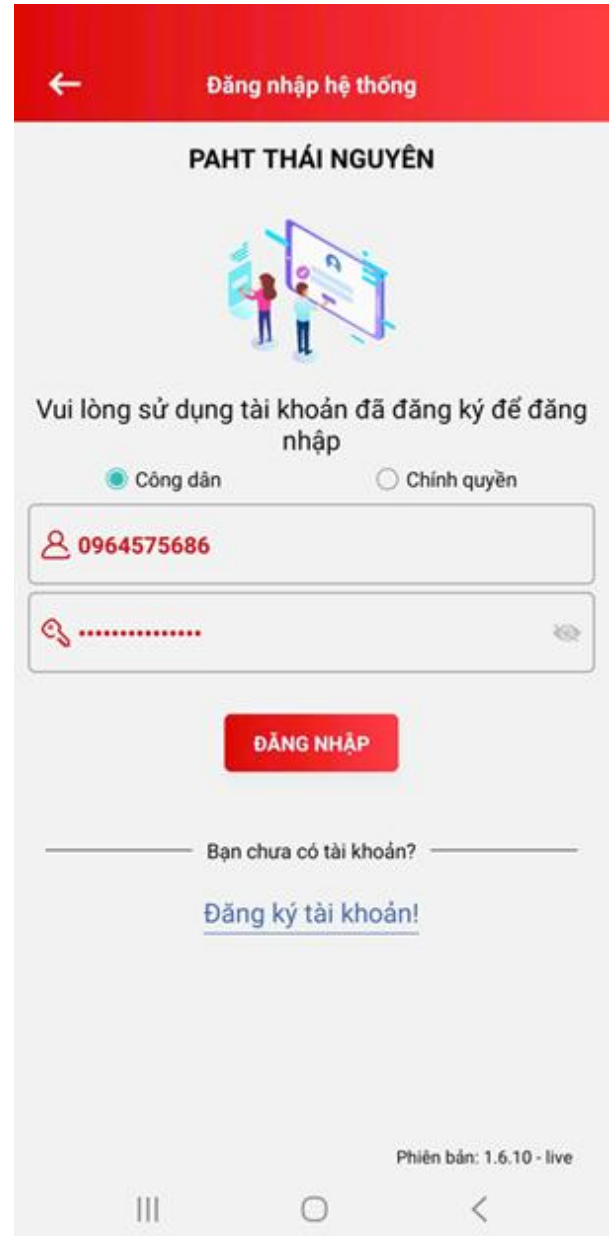 Đăng nhập hệ thống
PAHT THÁI NGUYÊN
Vui lòng sử dụng tài khoản đã đăng ký để đăng
nhập
Công dân
Chính quyền
0964575686
•••••••••••••••
ĐĂNG NHẬP
Bạn chưa có tài khoản?
Đăng ký tài khoản!
Phiên bản: 1.6.10 - live